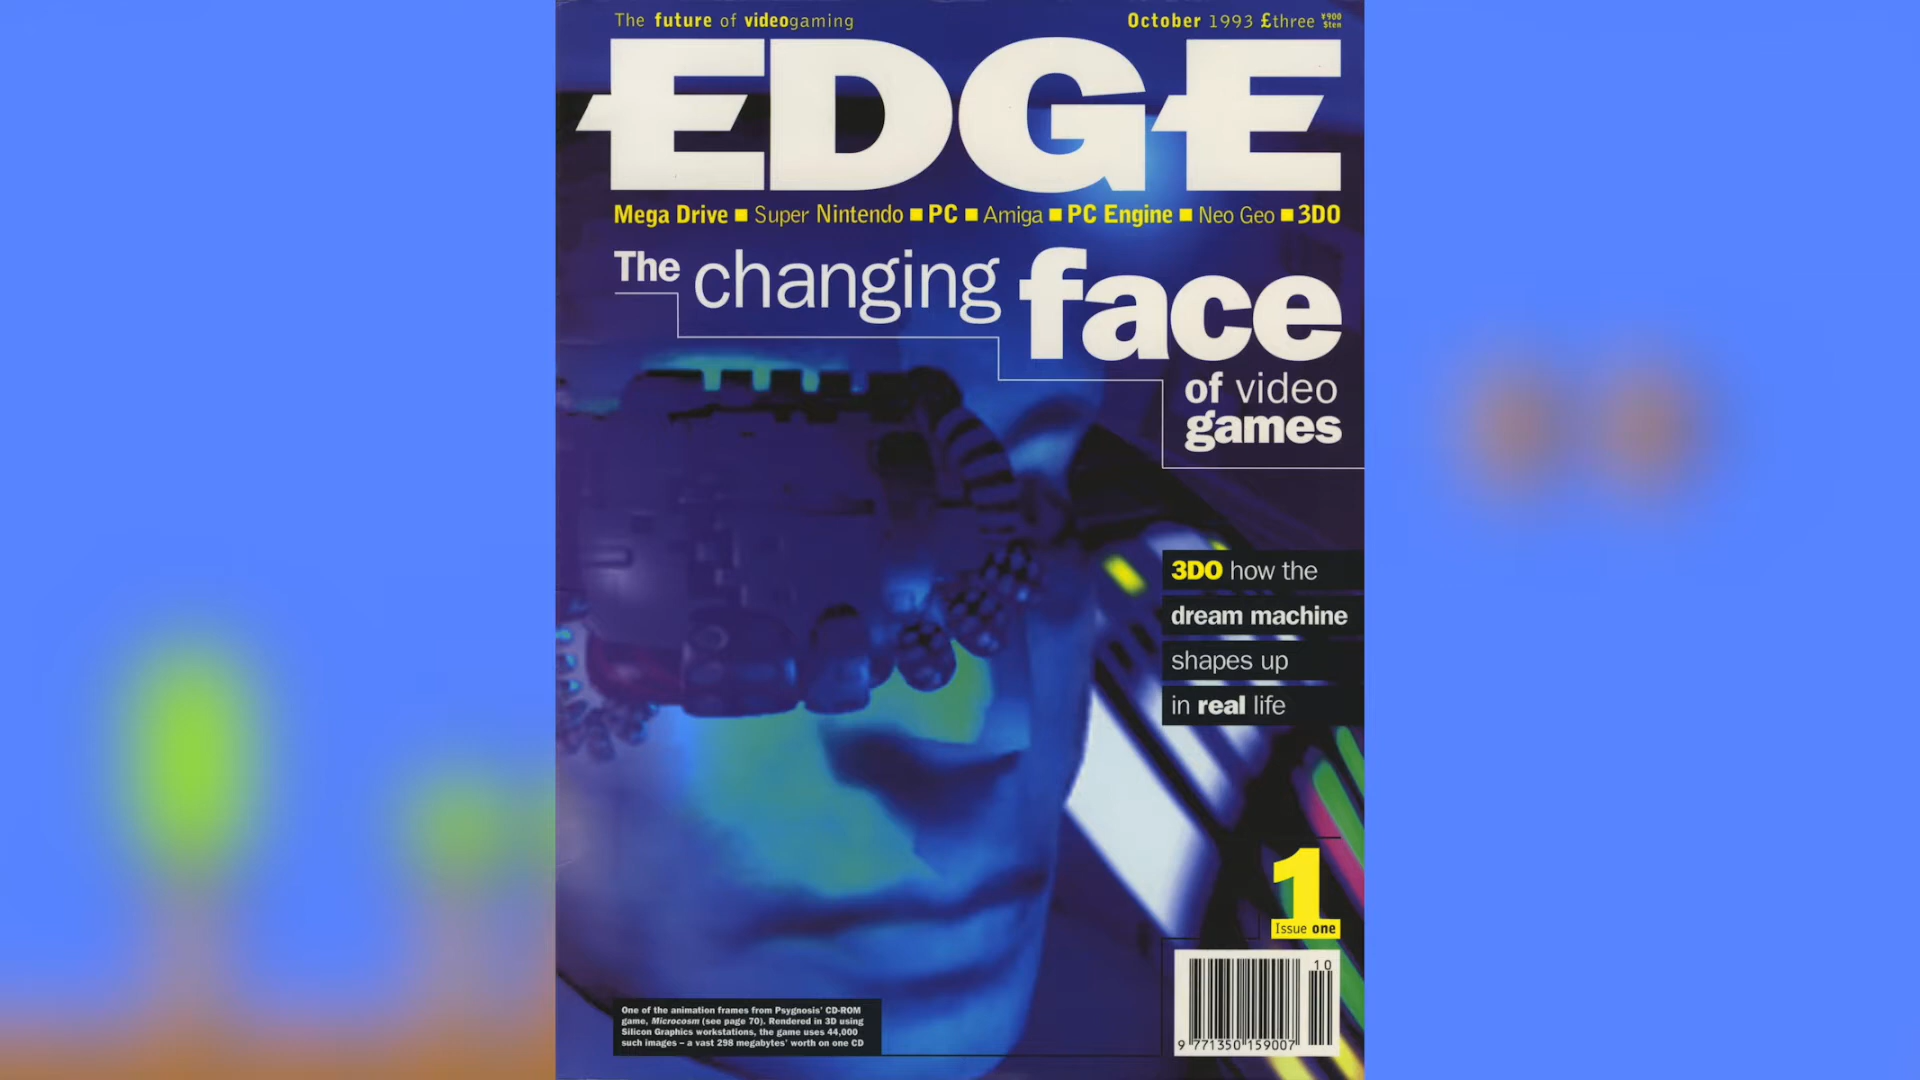 The future of videogaming
October 1993 £three ¥900 $ten
EDGE
Mega Drive ■ Super Nintendo ■ PC ■ Amiga ■ PC Engine ■ Neo Geo ■ 3DO
The changing face
of video
games
3DO how the
dream machine
shapes up
in real life
1
Issue one
10
9 771350 159007
One of the animation frames from Psygnosis' CD-ROM
game, Microcosm (see page 70). Rendered in 3D using
Silicon Graphics workstations, the game uses 44,000
such images – a vast 298 megabytes' worth on one CD